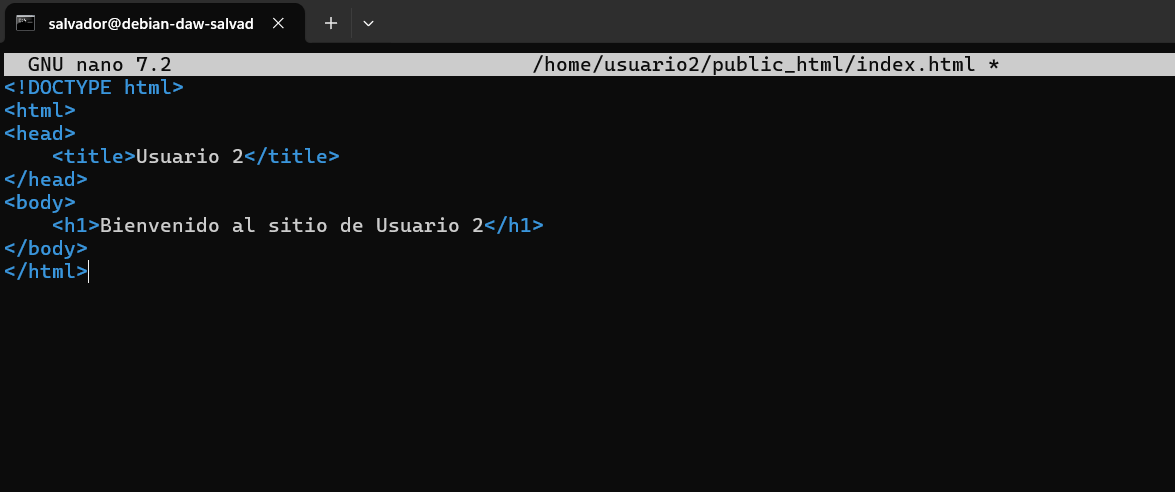 salvador@debian-daw-salvad
GNU nano 7.2 /home/usuario2/public_html/index.html *
<!DOCTYPE html>
<html>
<head>
    <title>Usuario 2</title>
</head>
<body>
    <h1>Bienvenido al sitio de Usuario 2</h1>
</body>
</html>